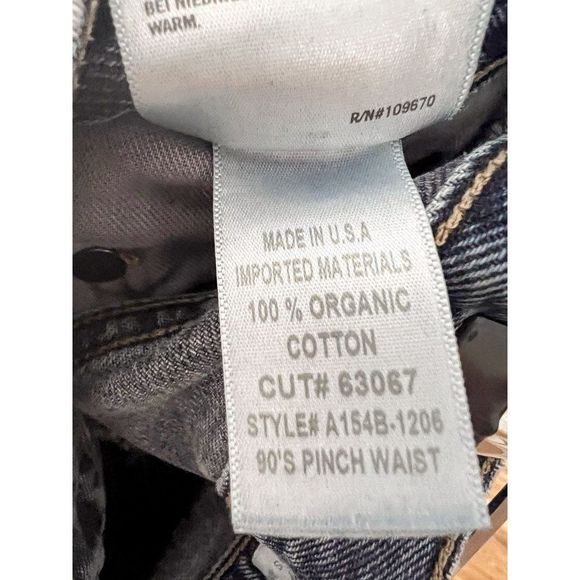 WARM.
R/N#109670
MADE IN U.S.A
IMPORTED MATERIALS
100 % ORGANIC
COTTON
CUT# 63067
STYLE# A154B-1206
90'S PINCH WAIST